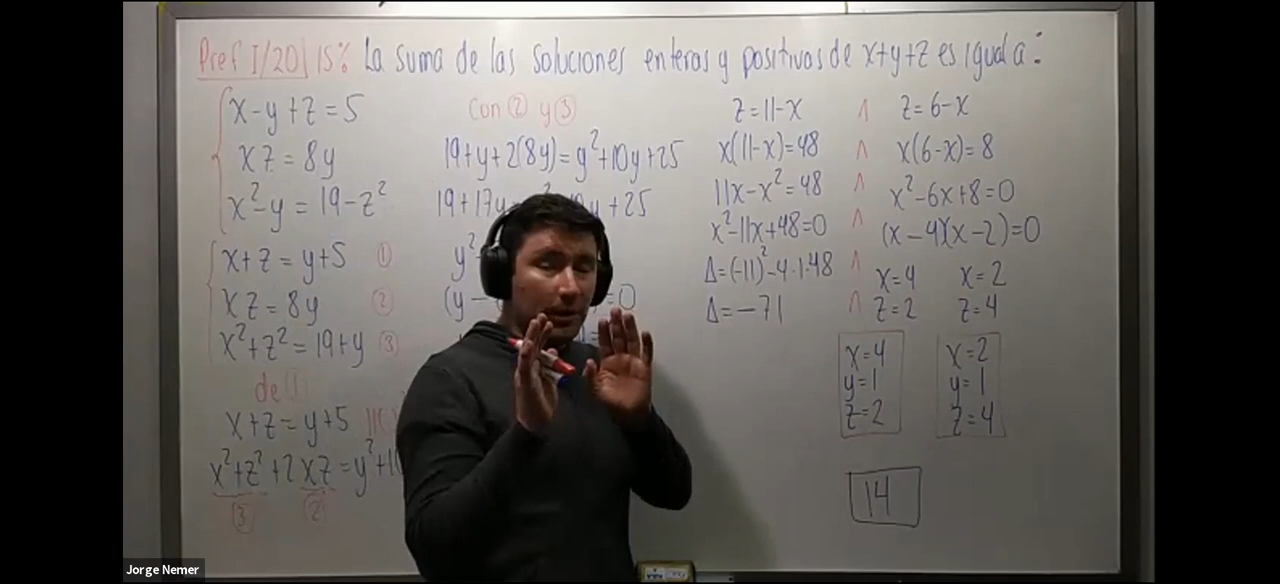 Pref I/20 15% La suma de las soluciones enteras y positivas de x+y+z es igual a:
x-y+z=5
xz=8y
x²-y=19-z²
x+z=y+5 ①
xz=8y ②
x²+z²=19+y ③
de ①
x+z=y+5
x²+z²+2xz=y²+1
③ ②
Con ② y ③
19+y+2(8y)=y²+10y+25
19+17y y+25
y²
(y- =0
z=11-x ∧ z=6-x
x(11-x)=48 ∧ x(6-x)=8
11x-x²=48 ∧ x²-6x+8=0
x²-11x+48=0 ∧ (x-4)(x-2)=0
Δ=(-11)²-4·1·48 ∧ x=4 x=2
Δ=-71 ∧ z=2 z=4
x=4 x=2
y=1 y=1
z=2 z=4
14
Jorge Nemer